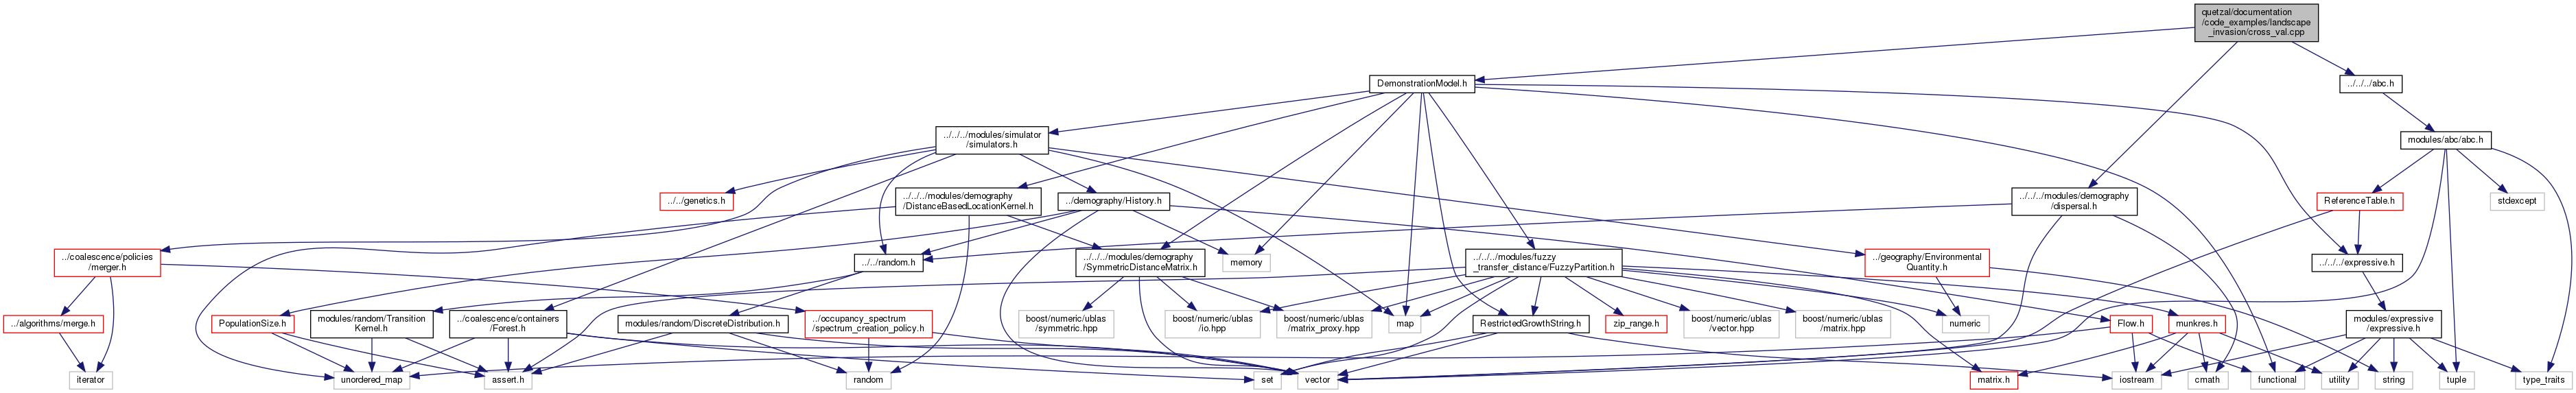 quetzal/documentation
/code_examples/landscape
_invasion/cross_val.cpp
DemonstrationModel.h
../../../abc.h
../../../modules/simulator
/simulators.h
modules/abc/abc.h
../../genetics.h
../../../modules/demography
/DistanceBasedLocationKernel.h
../demography/History.h
../../../modules/demography
/dispersal.h
ReferenceTable.h
stdexcept
../coalescence/policies
/merger.h
../../random.h
../../../modules/demography
/SymmetricDistanceMatrix.h
memory
../../../modules/fuzzy
_transfer_distance/FuzzyPartition.h
../geography/Environmental
Quantity.h
../../../expressive.h
../algorithms/merge.h
PopulationSize.h
modules/random/Transition
Kernel.h
../coalescence/containers
/Forest.h
modules/random/DiscreteDistribution.h
../occupancy_spectrum
/spectrum_creation_policy.h
boost/numeric/ublas
/symmetric.hpp
boost/numeric/ublas
/io.hpp
boost/numeric/ublas
/matrix_proxy.hpp
map
RestrictedGrowthString.h
zip_range.h
boost/numeric/ublas
/vector.hpp
boost/numeric/ublas
/matrix.hpp
numeric
Flow.h
munkres.h
modules/expressive
/expressive.h
iterator
unordered_map
assert.h
random
set
vector
matrix.h
iostream
cmath
functional
utility
string
tuple
type_traits